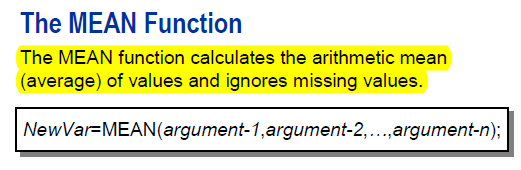 The MEAN Function
The MEAN function calculates the arithmetic mean
(average) of values and ignores missing values.
NewVar=MEAN(argument-1,argument-2,…,argument-n);